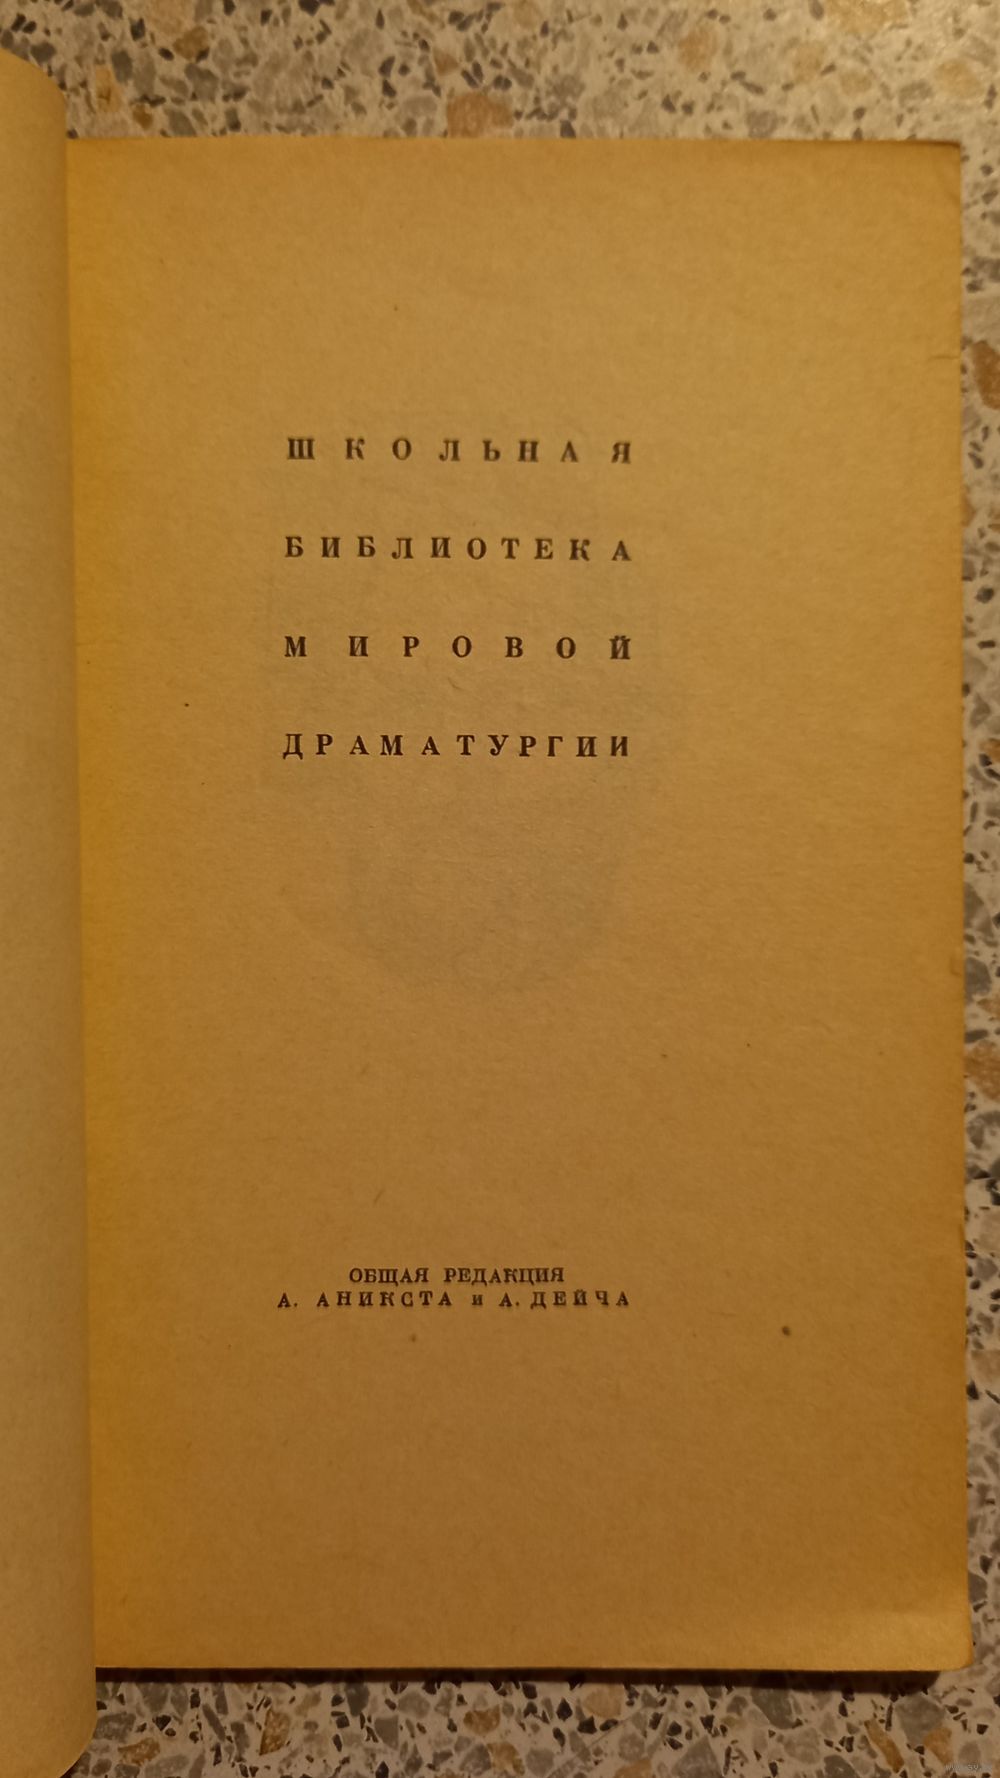 ШКОЛЬНАЯ
БИБЛИОТЕКА
МИРОВОЙ
ДРАМАТУРГИИ
ОБЩАЯ РЕДАКЦИЯ
А. АНИКСТА и А. ДЕЙЧА